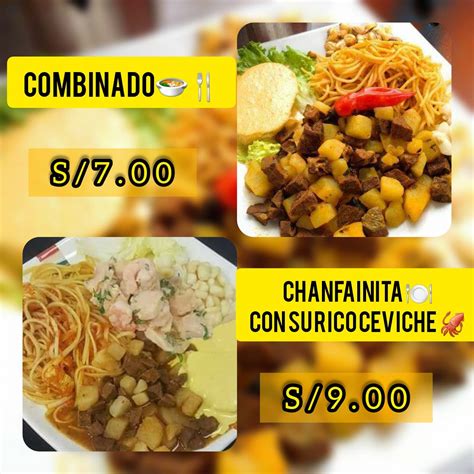 COMBINADO🍲🍴
S/7.00
CHANFAINITA🍽️
CON SU RICO CEVICHE 🦑
S/9.00